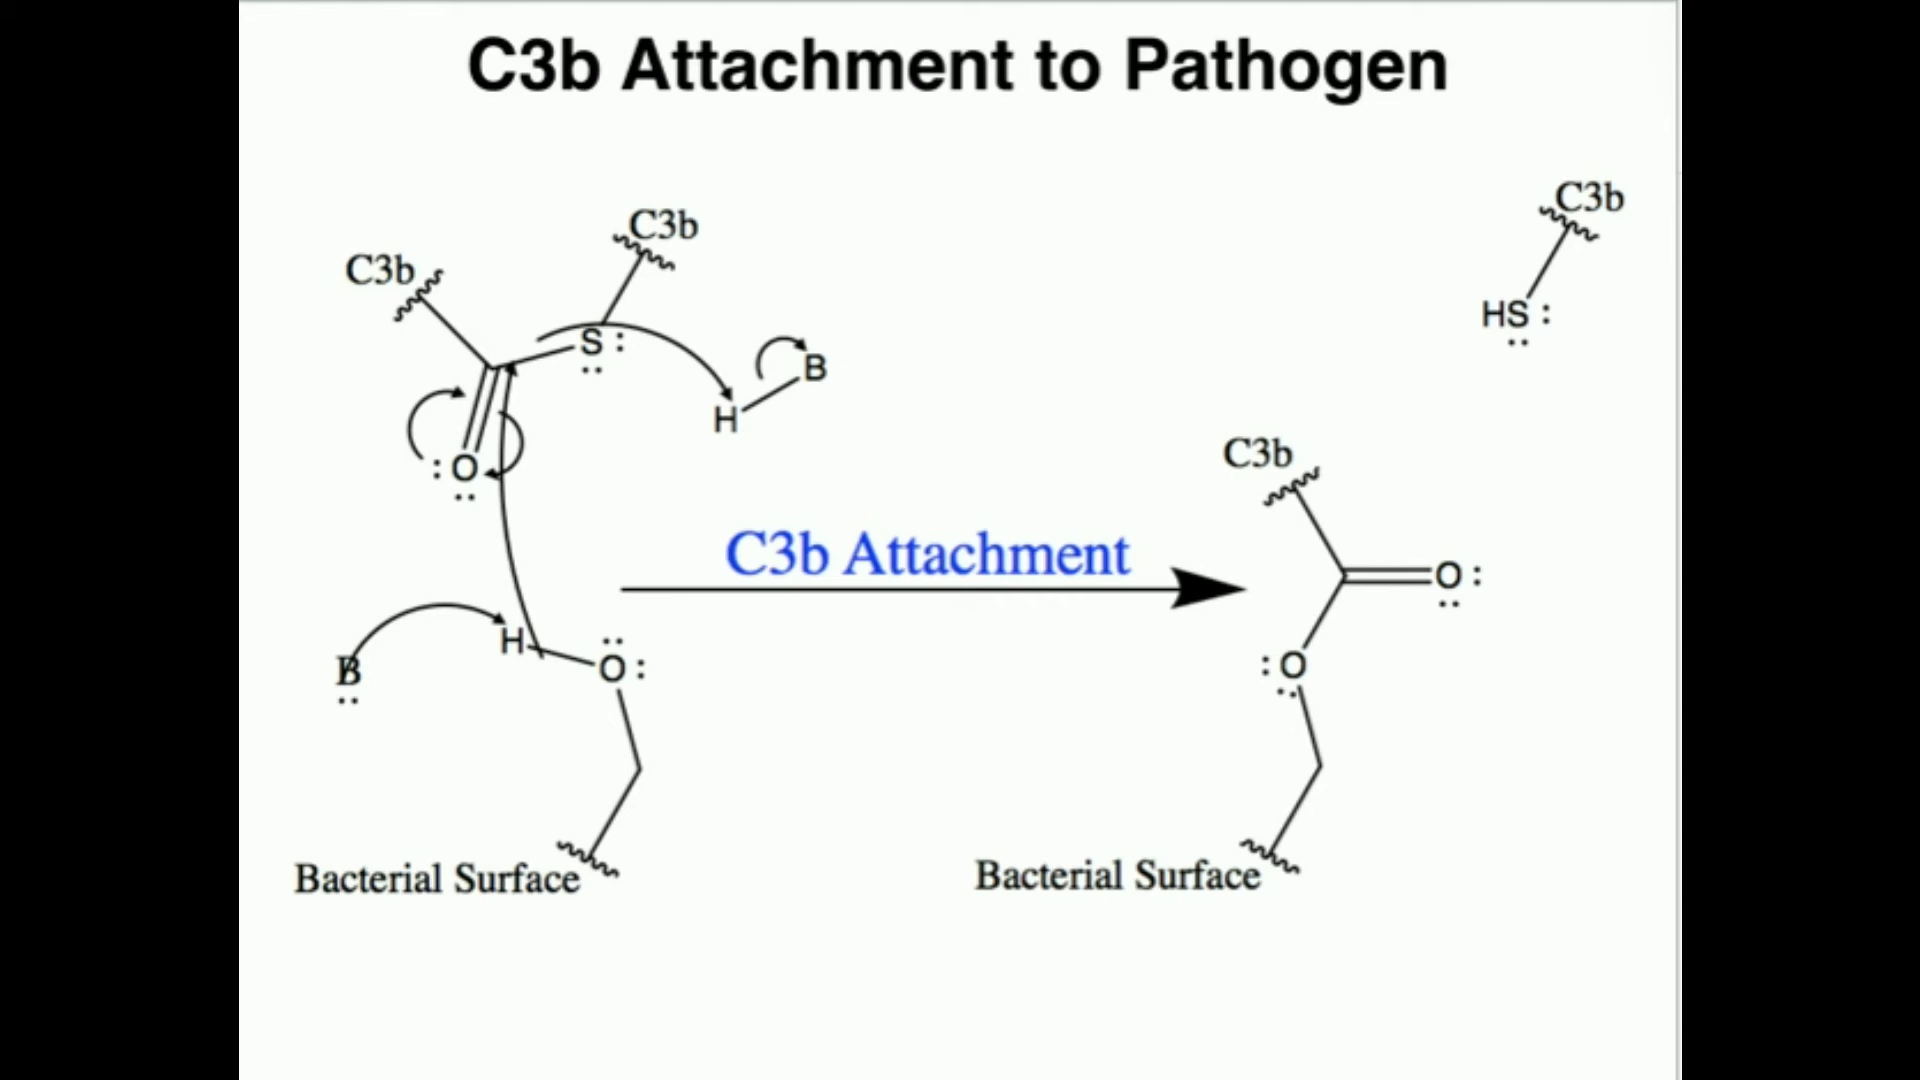 C3b Attachment to Pathogen
C3b
C3b
C3b
S:
HS:
B
H
:O
C3b
C3b Attachment
O:
H
O:
B
:O
Bacterial Surface
Bacterial Surface